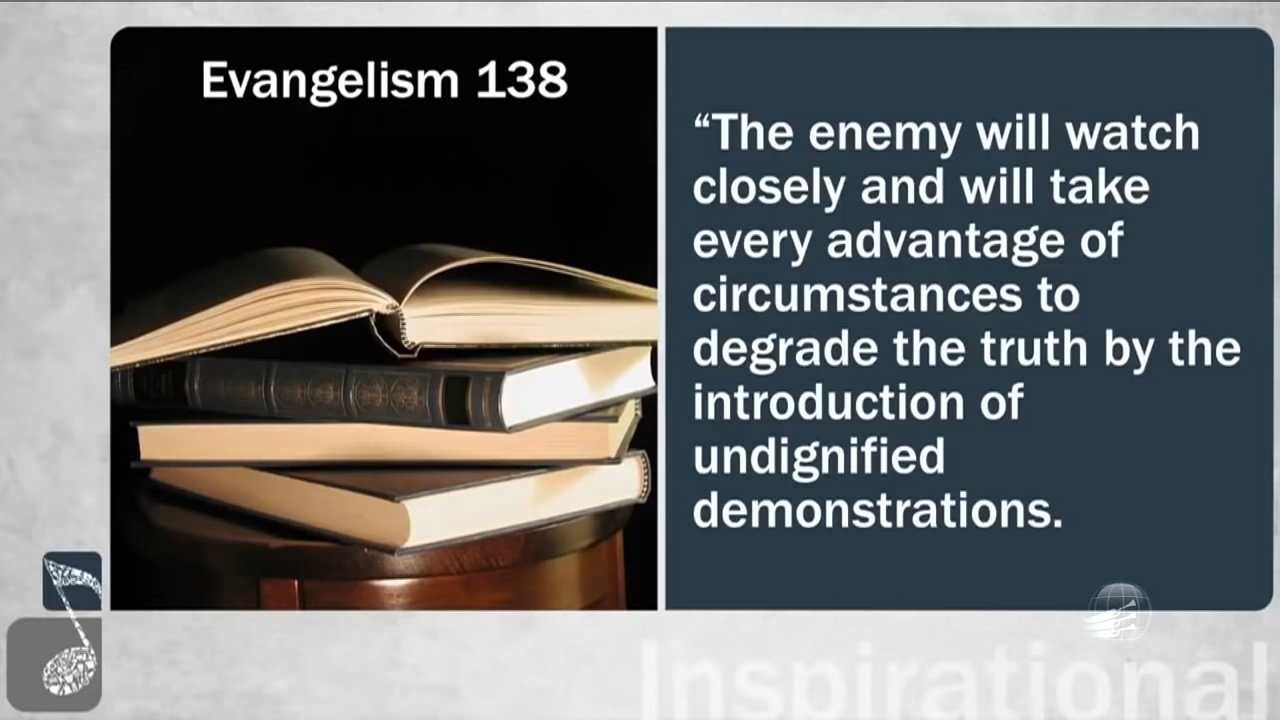 Evangelism 138
“The enemy will watch
closely and will take
every advantage of
circumstances to
degrade the truth by the
introduction of
undignified
demonstrations.
Inspirational